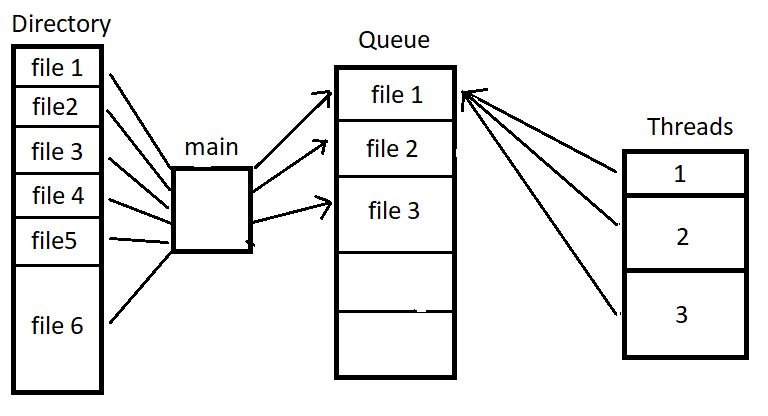 Directory
file 1
file2
file 3
file 4
file5
file 6
main
Queue
file 1
file 2
file 3
Threads
1
2
3